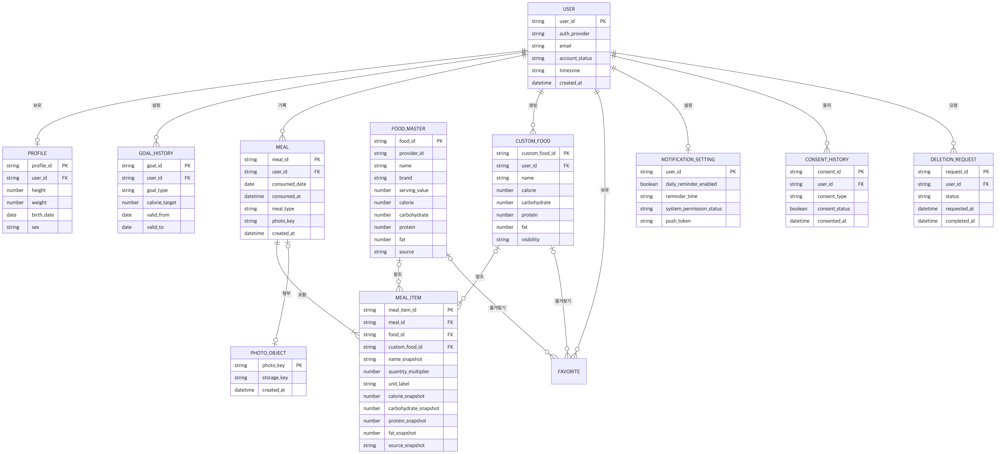 USER
string user_id PK
string auth_provider
string email
string account_status
string timezone
datetime created_at
보유
설정
기록
생성
설정
동의
요청
보유
PROFILE
string profile_id PK
string user_id FK
number height
number weight
date birth_date
string sex
GOAL_HISTORY
string goal_id PK
string user_id FK
string goal_type
number calorie_target
date valid_from
date valid_to
MEAL
string meal_id PK
string user_id FK
date consumed_date
datetime consumed_at
string meal_type
string photo_key
datetime created_at
FOOD_MASTER
string food_id PK
string provider_id
string name
string brand
number serving_value
number calorie
number carbohydrate
number protein
number fat
string source
CUSTOM_FOOD
string custom_food_id PK
string user_id FK
string name
number calorie
number carbohydrate
number protein
number fat
string visibility
NOTIFICATION_SETTING
string user_id PK
boolean daily_reminder_enabled
string reminder_time
string system_permission_status
string push_token
CONSENT_HISTORY
string consent_id PK
string user_id FK
string consent_type
boolean consent_status
datetime consented_at
DELETION_REQUEST
string request_id PK
string user_id FK
string status
datetime requested_at
datetime completed_at
첨부
포함
참조
참조
즐겨찾기
즐겨찾기
PHOTO_OBJECT
string photo_key PK
string storage_key
datetime created_at
MEAL_ITEM
string meal_item_id PK
string meal_id FK
string food_id FK
string custom_food_id FK
string name_snapshot
number quantity_multiplier
string unit_label
number calorie_snapshot
number carbohydrate_snapshot
number protein_snapshot
number fat_snapshot
string source_snapshot
FAVORITE